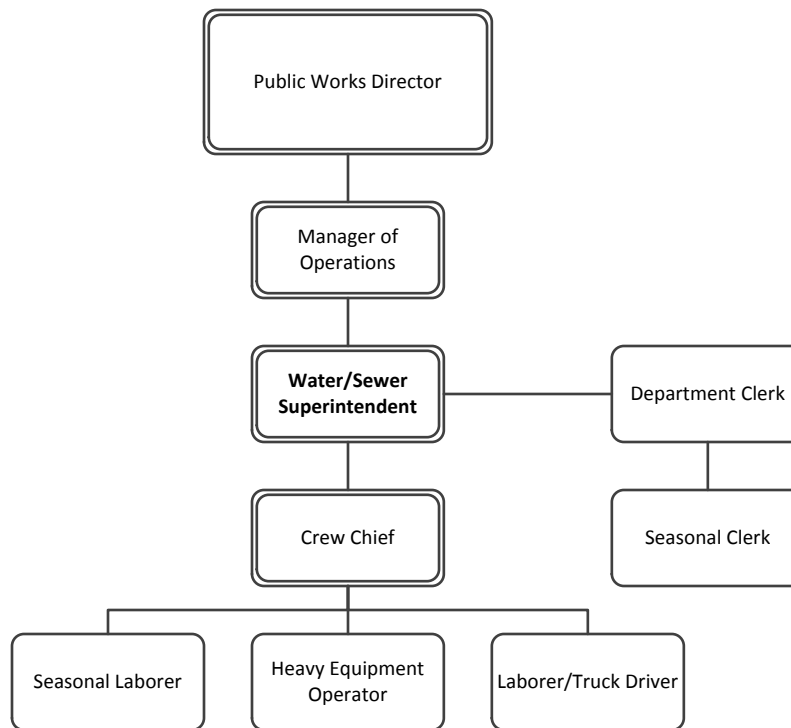 Public Works Director
Manager of
Operations
Water/Sewer
Superintendent
Department Clerk
Crew Chief
Seasonal Clerk
Seasonal Laborer
Heavy Equipment
Operator
Laborer/Truck Driver